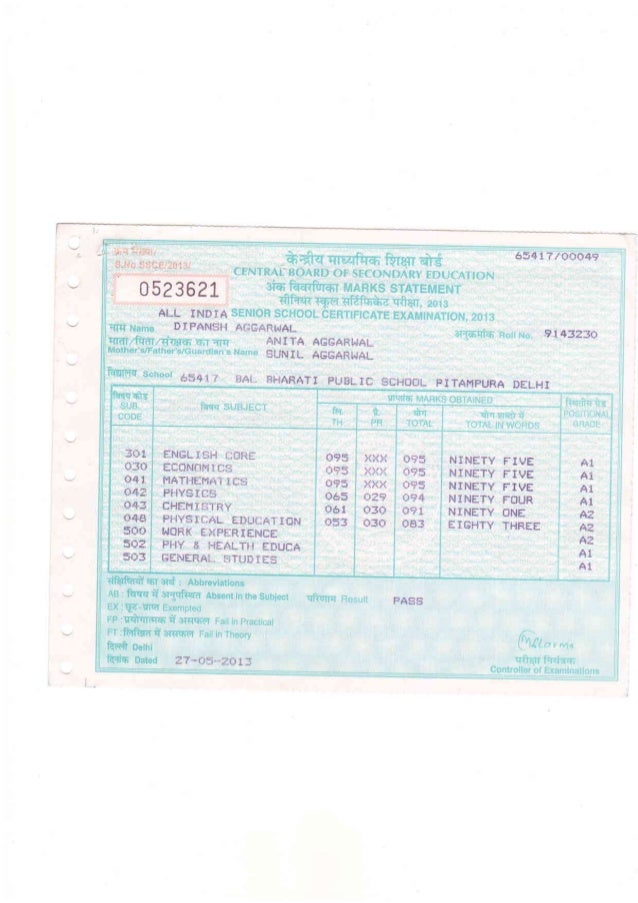 क्रम संख्या/
S.No.SSCE/2013/
65417/00049
केन्द्रीय माध्यमिक शिक्षा बोर्ड
CENTRAL BOARD OF SECONDARY EDUCATION
0523621
अंक विवरणिका MARKS STATEMENT
सीनियर स्कूल सर्टिफिकेट परीक्षा, 2013
ALL INDIA SENIOR SCHOOL CERTIFICATE EXAMINATION, 2013
नाम Name DIPANSH AGGARWAL
अनुक्रमांक Roll No. 9143230
माता/पिता/संरक्षक का नाम ANITA AGGARWAL
Mother's/Father's/Guardian's Name SUNIL AGGARWAL
विद्यालय School 65417 BAL BHARATI PUBLIC SCHOOL PITAMPURA DELHI
विषय कोड SUB. CODE
विषय SUBJECT
प्राप्तांक MARKS OBTAINED
लि. TH
प्रै. PR
योग TOTAL
योग शब्दों में TOTAL IN WORDS
स्थितीय ग्रेड POSITIONAL GRADE
301 ENGLISH CORE 095 XXX 095 NINETY FIVE A1
030 ECONOMICS 095 XXX 095 NINETY FIVE A1
041 MATHEMATICS 095 XXX 095 NINETY FIVE A1
042 PHYSICS 065 029 094 NINETY FOUR A1
043 CHEMISTRY 061 030 091 NINETY ONE A2
048 PHYSICAL EDUCATION 053 030 083 EIGHTY THREE A2
500 WORK EXPERIENCE A2
502 PHY & HEALTH EDUCA A1
503 GENERAL STUDIES A1
संक्षिप्तियों का अर्थ : Abbreviations
AB : विषय में अनुपस्थित Absent in the Subject
परिणाम Result PASS
EX : छूट-प्राप्त Exempted
FP : प्रयोगात्मक में असफल Fail in Practical
FT : लिखित में असफल Fail in Theory
दिल्ली Delhi
दिनांक Dated 27-05-2013
परीक्षा नियंत्रक
Controller of Examinations